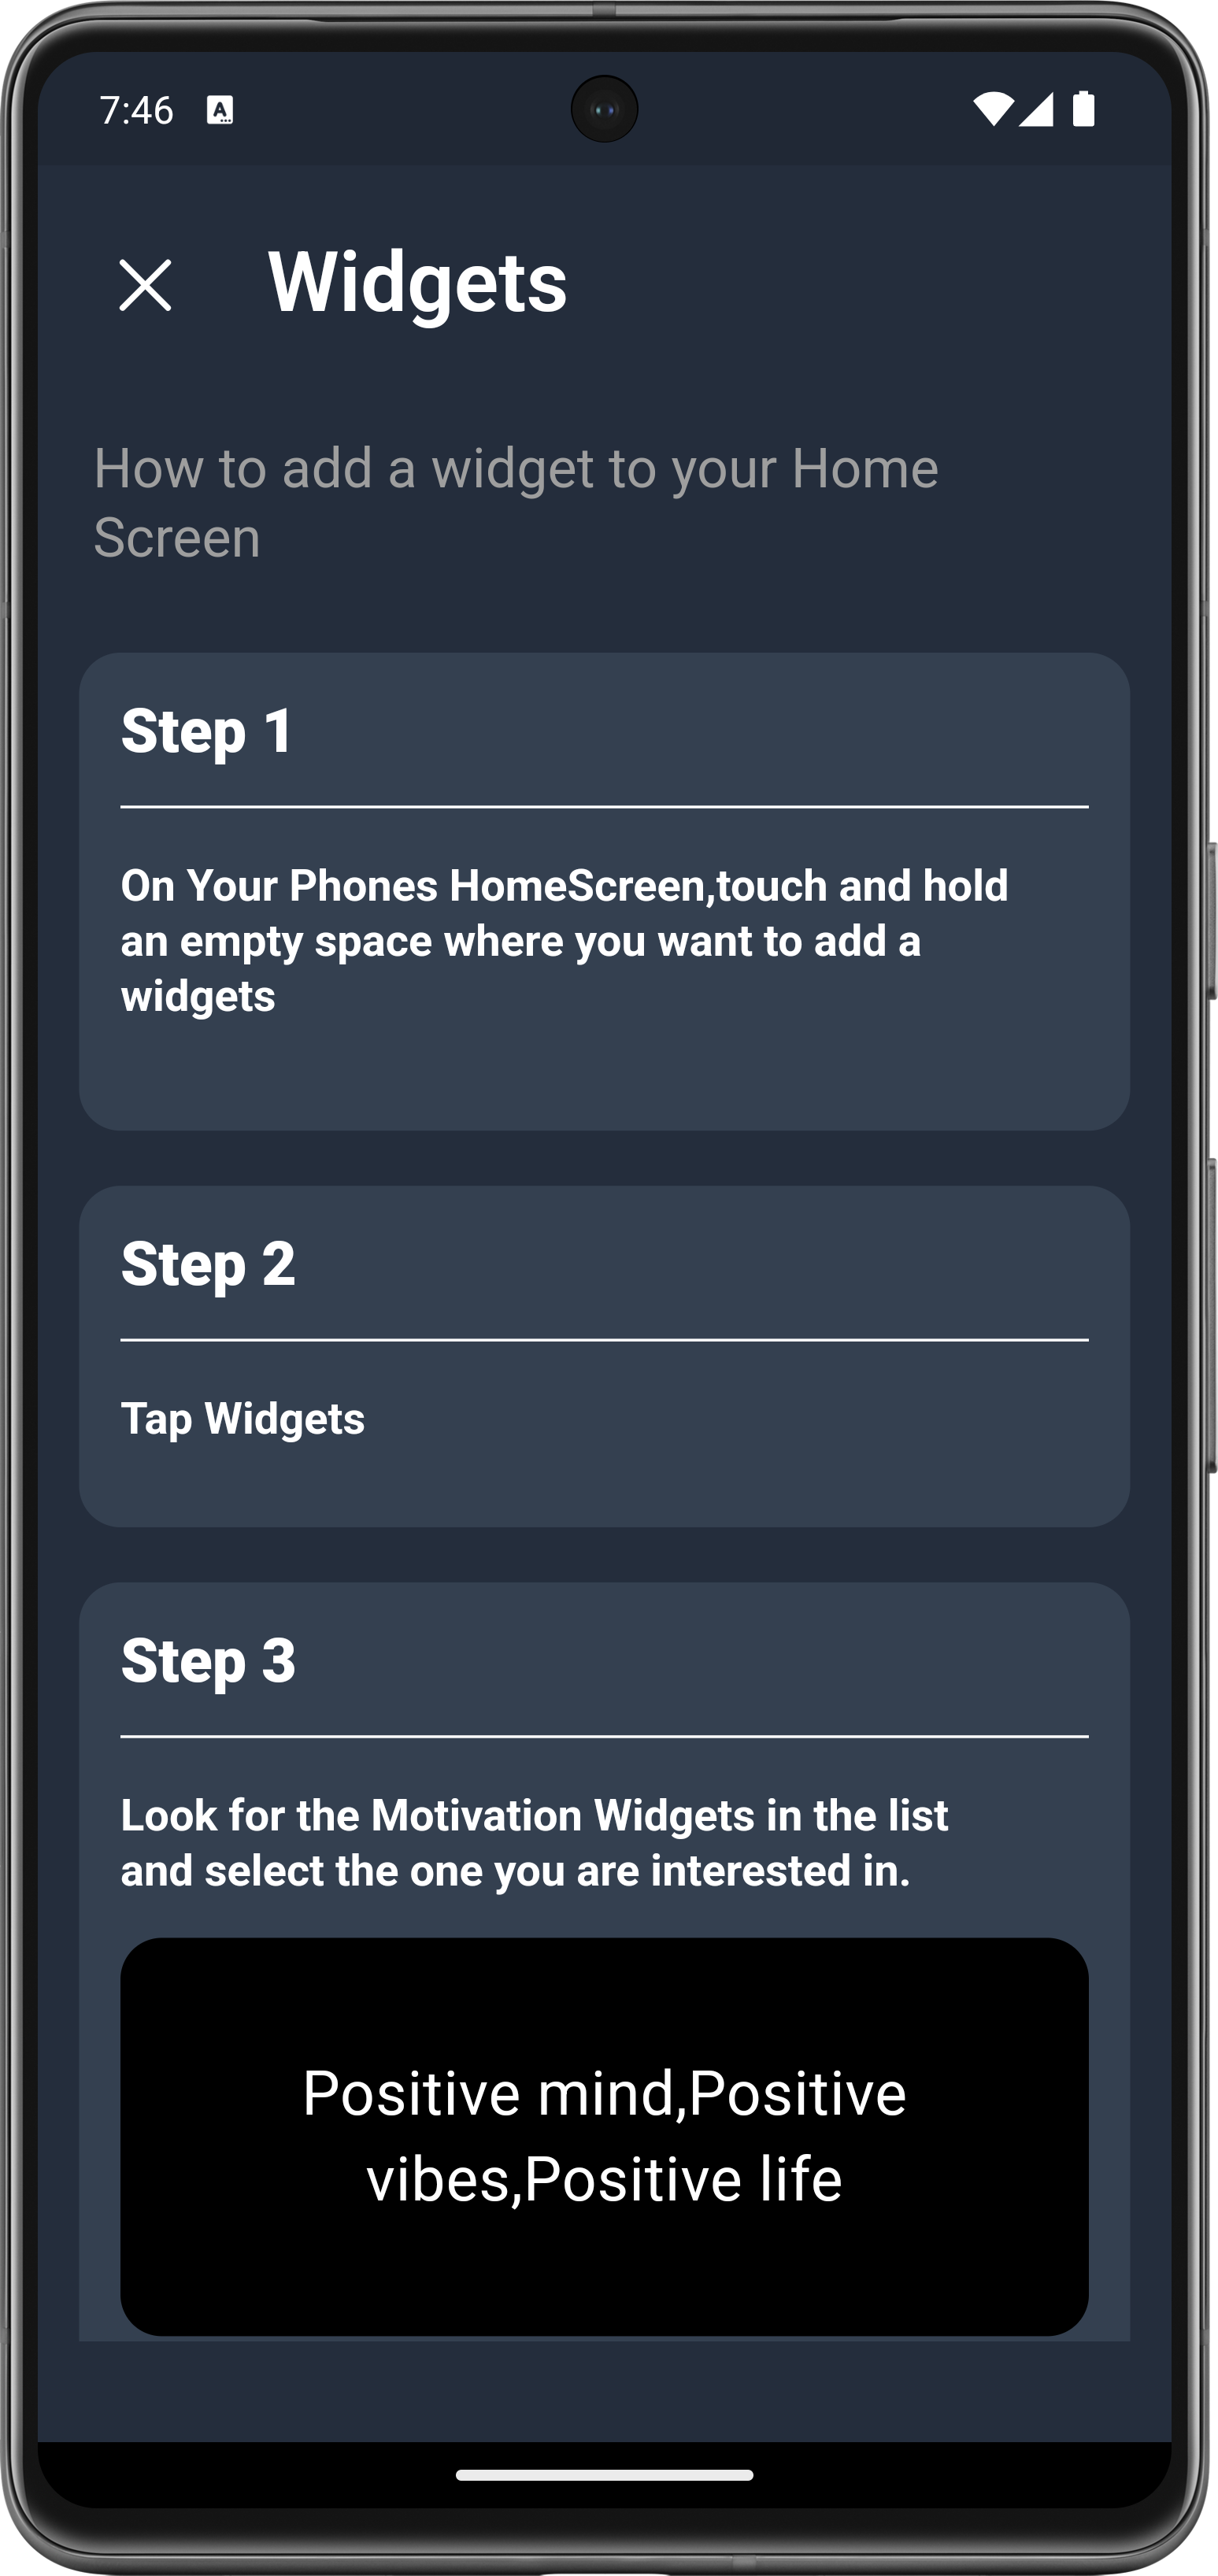 7:46
Widgets
How to add a widget to your Home
Screen
Step 1
On Your Phones HomeScreen,touch and hold
an empty space where you want to add a
widgets
Step 2
Tap Widgets
Step 3
Look for the Motivation Widgets in the list
and select the one you are interested in.
Positive mind,Positive
vibes,Positive life